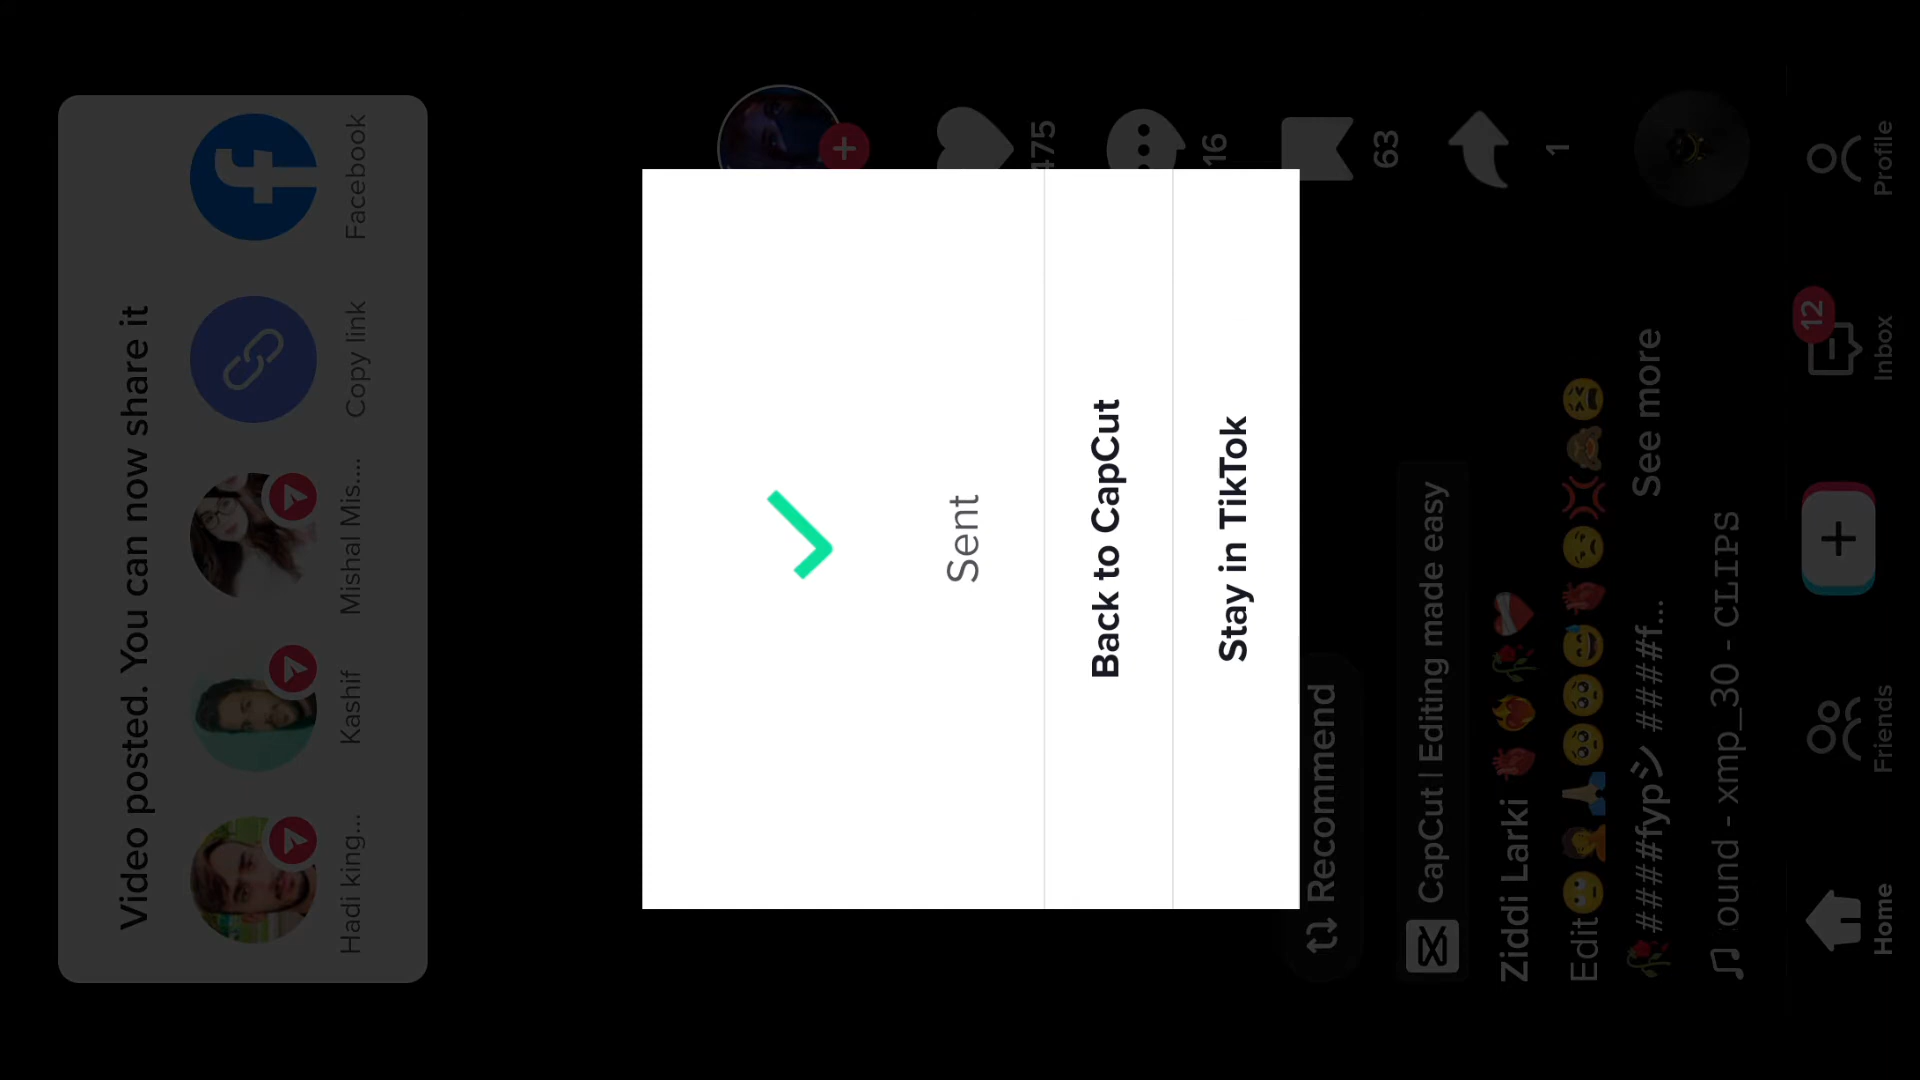 Video posted. You can now share it
Hadi king...
Kashif
Mishal Mis...
Copy link
Facebook
Sent
Back to CapCut
Stay in TikTok
475
16
63
1
Recommend
CapCut | Editing made easy
Ziddi Larki 🫀❤️‍🔥🥀❤️‍🩹
Edit🙄🤦🙏🥺🥺😅🫀😥💢🙈😫
🥀####fypシ ####f... See more
ound - xmp_30 - CLIPS
Home
Friends
12
Inbox
Profile